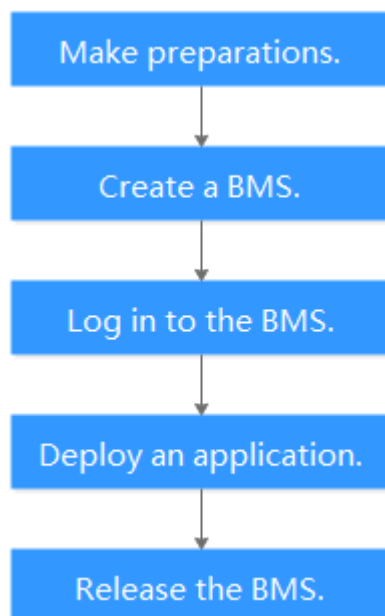 Make preparations.
Create a BMS.
Log in to the BMS.
Deploy an application.
Release the BMS.